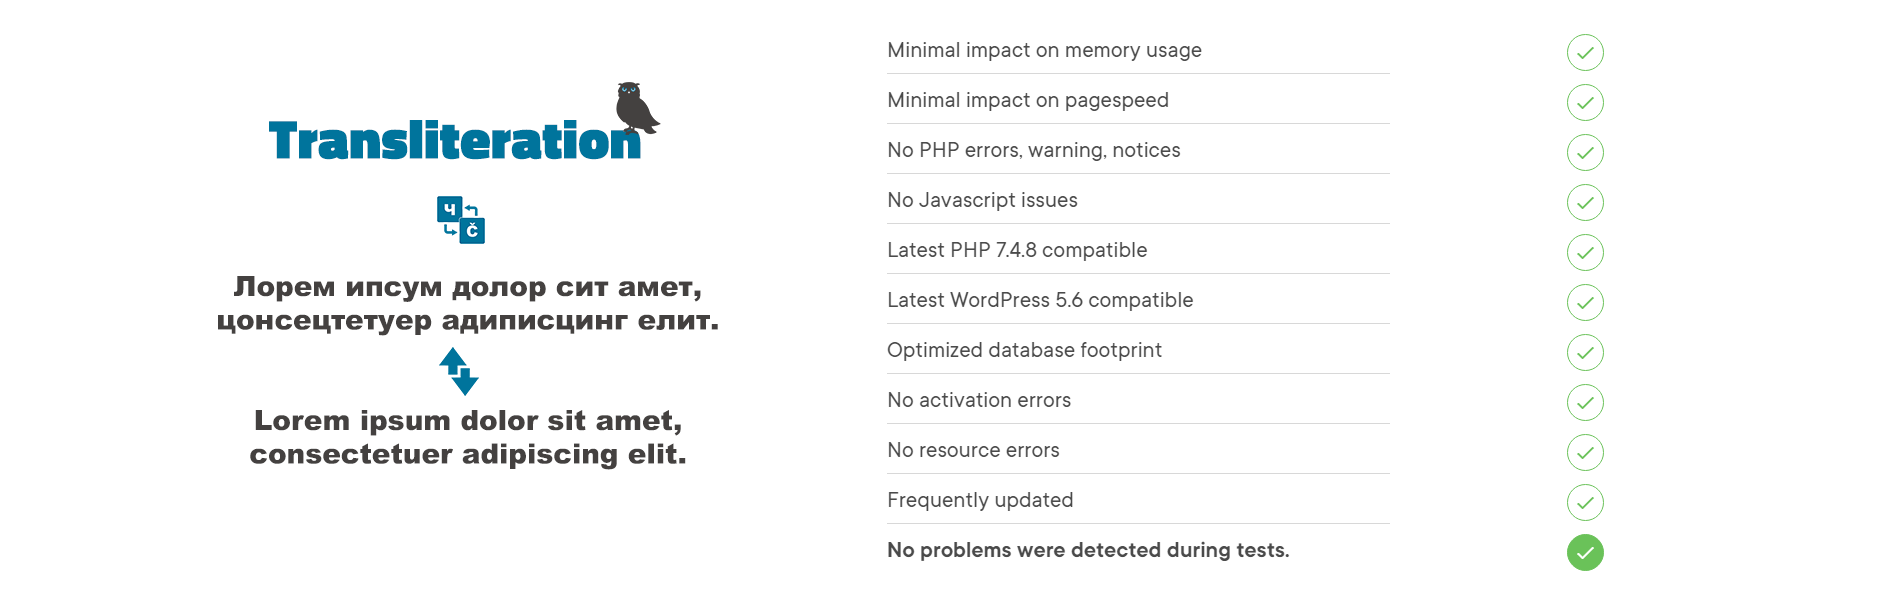 Transliteration
Ч
Č
Лорем ипсум долор сит амет,
цонсецтетуер адиписцинг елит.
Lorem ipsum dolor sit amet,
consectetuer adipiscing elit.
Minimal impact on memory usage
Minimal impact on pagespeed
No PHP errors, warning, notices
No Javascript issues
Latest PHP 7.4.8 compatible
Latest WordPress 5.6 compatible
Optimized database footprint
No activation errors
No resource errors
Frequently updated
No problems were detected during tests.